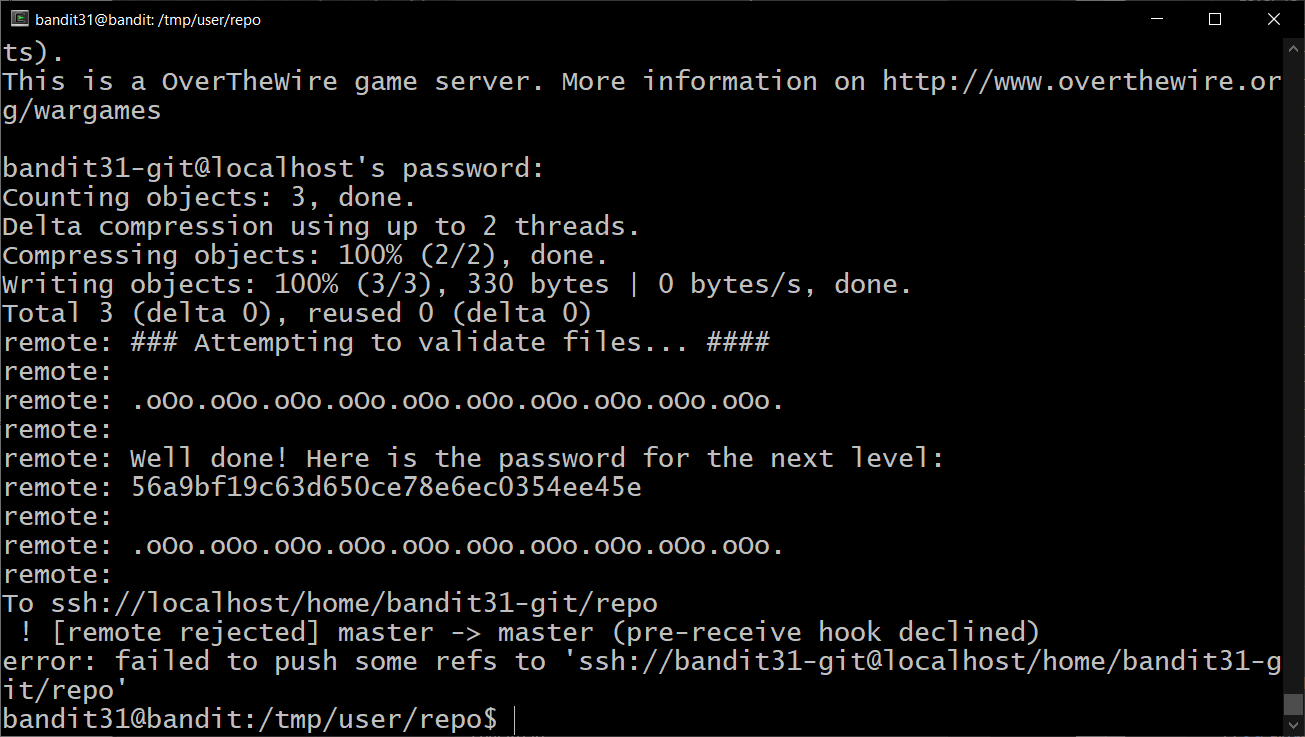 bandit31@bandit: /tmp/user/repo
ts).
This is a OverTheWire game server. More information on http://www.overthewire.or
g/wargames
bandit31-git@localhost's password:
Counting objects: 3, done.
Delta compression using up to 2 threads.
Compressing objects: 100% (2/2), done.
Writing objects: 100% (3/3), 330 bytes | 0 bytes/s, done.
Total 3 (delta 0), reused 0 (delta 0)
remote: ### Attempting to validate files... ####
remote:
remote: .oOo.oOo.oOo.oOo.oOo.oOo.oOo.oOo.oOo.oOo.
remote:
remote: Well done! Here is the password for the next level:
remote: 56a9bf19c63d650ce78e6ec0354ee45e
remote:
remote: .oOo.oOo.oOo.oOo.oOo.oOo.oOo.oOo.oOo.oOo.
remote:
To ssh://localhost/home/bandit31-git/repo
 ! [remote rejected] master -> master (pre-receive hook declined)
error: failed to push some refs to 'ssh://bandit31-git@localhost/home/bandit31-g
it/repo'
bandit31@bandit:/tmp/user/repo$